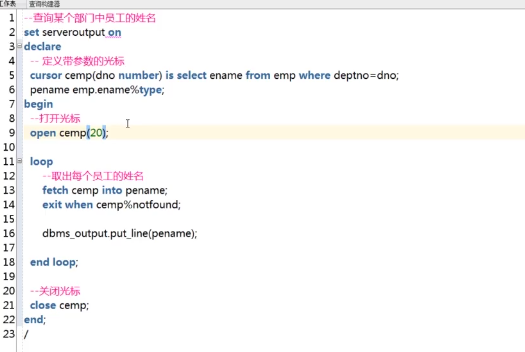 工作表 查询构建器
1 --查询某个部门中员工的姓名
2 set serveroutput on
3 declare
4 -- 定义带参数的光标
5 cursor cemp(dno number) is select ename from emp where deptno=dno;
6 pename emp.ename%type;
7 begin
8 --打开光标
9 open cemp(20);
10
11 loop
12 --取出每个员工的姓名
13 fetch cemp into pename;
14 exit when cemp%notfound;
15
16 dbms_output.put_line(pename);
17
18 end loop;
19
20 --关闭光标
21 close cemp;
22 end;
23 /